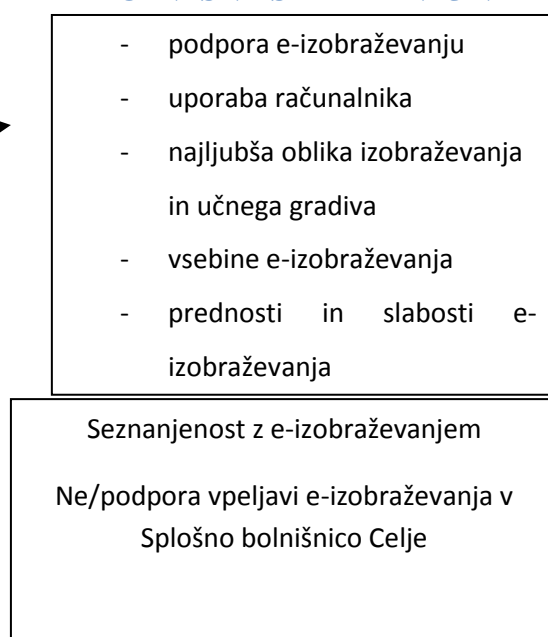 - podpora e-izobraževanju
- uporaba računalnika
- najljubša oblika izobraževanja
in učnega gradiva
- vsebine e-izobraževanja
- prednosti in slabosti e-
izobraževanja
Seznanjenost z e-izobraževanjem
Ne/podpora vpeljavi e-izobraževanja v
Splošno bolnišnico Celje